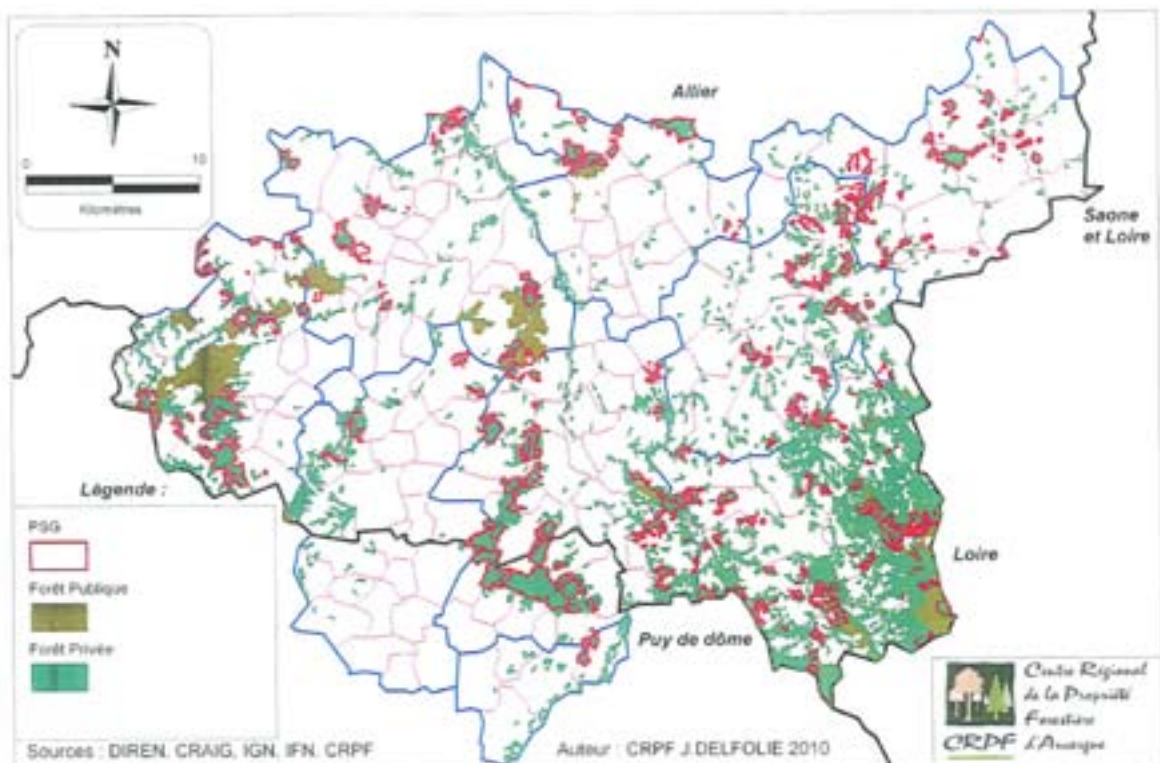 N
0
10
Kilomètres
Allier
Saone
et Loire
Légende :
PSG
Forêt Publique
Forêt Privée
Loire
Puy de dôme
Centre Régional
de la Propriété
Forestière
CRPF d'Auvergne
Sources : DIREN, CRAIG, IGN, IFN, CRPF
Auteur : CRPF J.DELFOLIE 2010